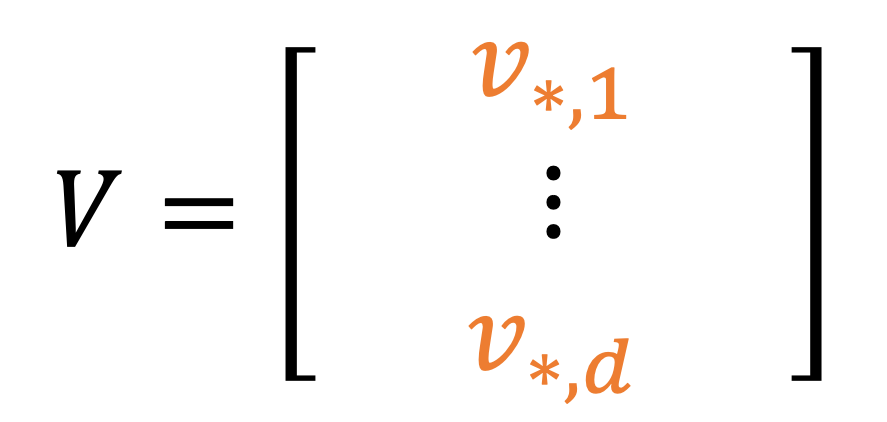 v*,1
V = [ ⋮ ]
v*,d